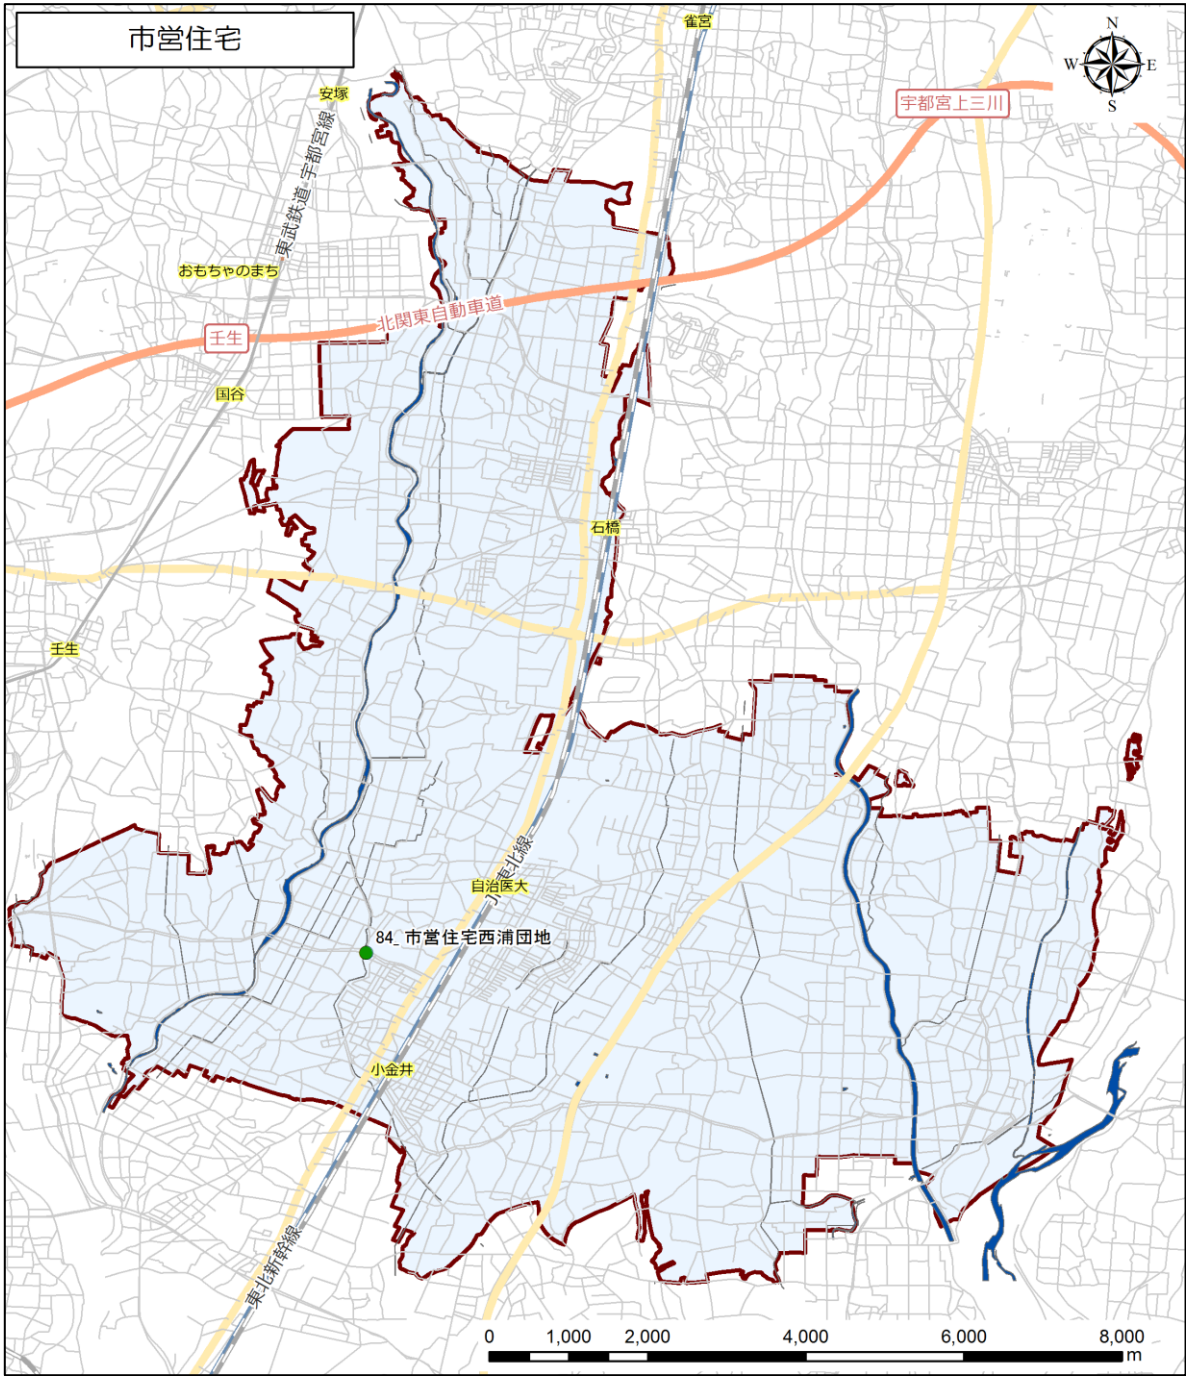 市営住宅
雀宮
N
W
E
S
安塚
宇都宮上三川
東武鉄道 宇都宮線
おもちゃのまち
北関東自動車道
壬生
国谷
石橋
壬生
JR東北線
自治医大
84_ 市営住宅西浦団地
小金井
東北新幹線
0 1,000 2,000 4,000 6,000 8,000
m